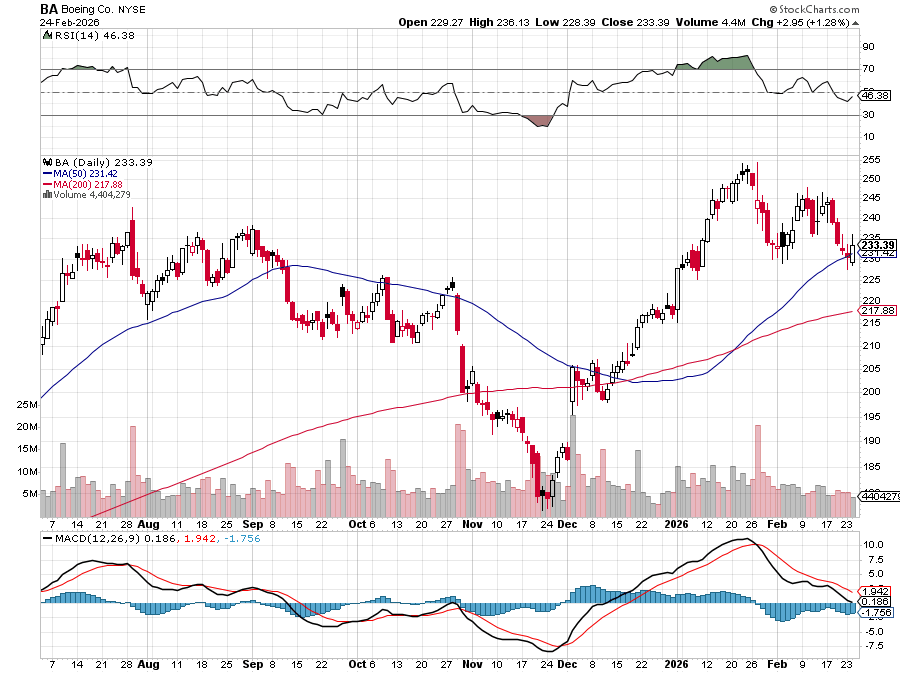 BA Boeing Co. NYSE © StockCharts.com
24-Feb-2026 Open 229.27 High 236.13 Low 228.39 Close 233.39 Volume 4.4M Chg +2.95 (+1.28%)
RSI(14) 46.38
90
70
50
46.38
30
10
BA (Daily) 233.39
MA(50) 231.42
MA(200) 217.88
Volume 4,404,279
255
250
245
240
235
233.39
231.42
230
225
220
217.88
215
210
205
200
195
190
185
180
4404279
25M
20M
15M
10M
5M
7 14 21 28 Aug 11 18 25 Sep 8 15 22 Oct 6 13 20 27 Nov 10 17 24 Dec 8 15 22 2026 12 20 26 Feb 9 17 23
MACD(12,26,9) 0.186, 1.942, -1.756
10.0
7.5
5.0
1.942
0.186
-1.756
-2.5
-5.0
-7.5
7 14 21 28 Aug 11 18 25 Sep 8 15 22 Oct 6 13 20 27 Nov 10 17 24 Dec 8 15 22 2026 12 20 26 Feb 9 17 23